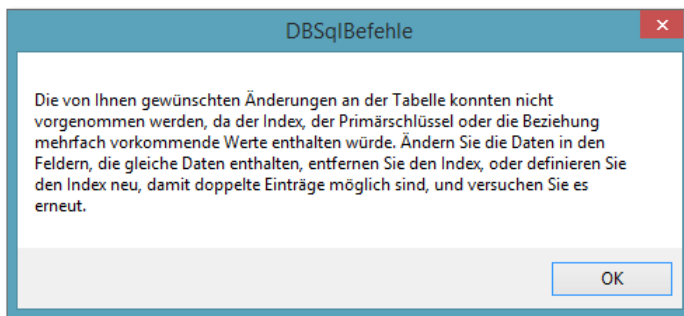 DBSqlBefehle
Die von Ihnen gewünschten Änderungen an der Tabelle konnten nicht
vorgenommen werden, da der Index, der Primärschlüssel oder die Beziehung
mehrfach vorkommende Werte enthalten würde. Ändern Sie die Daten in den
Feldern, die gleiche Daten enthalten, entfernen Sie den Index, oder definieren Sie
den Index neu, damit doppelte Einträge möglich sind, und versuchen Sie es
erneut.
OK